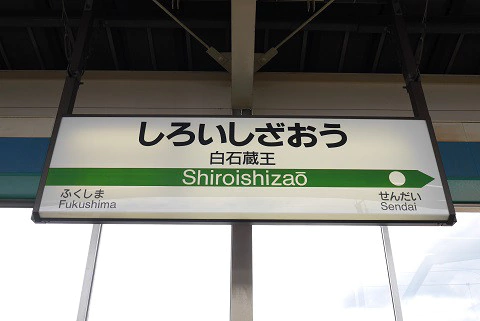 しろいしざおう
白石蔵王
Shiroishizaō
ふくしま
Fukushima
せんだい
Sendai